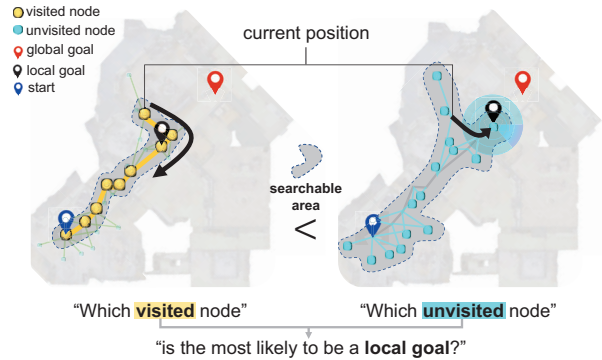 visited node
unvisited node
global goal
local goal
start
current position
searchable
area
<
“Which visited node”
“Which unvisited node”
“is the most likely to be a local goal?”